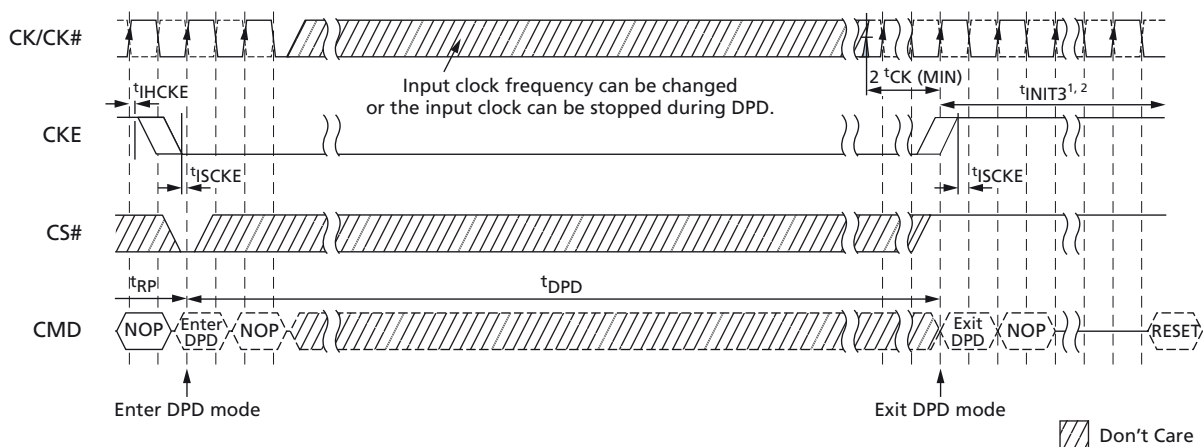 CK/CK#
Input clock frequency can be changed
or the input clock can be stopped during DPD.
2 tCK (MIN)
tINIT31, 2
tIHCKE
CKE
tISCKE
tISCKE
CS#
tRP
tDPD
CMD
NOP
Enter
DPD
NOP
Exit
DPD
NOP
RESET
Enter DPD mode
Exit DPD mode
Don't Care